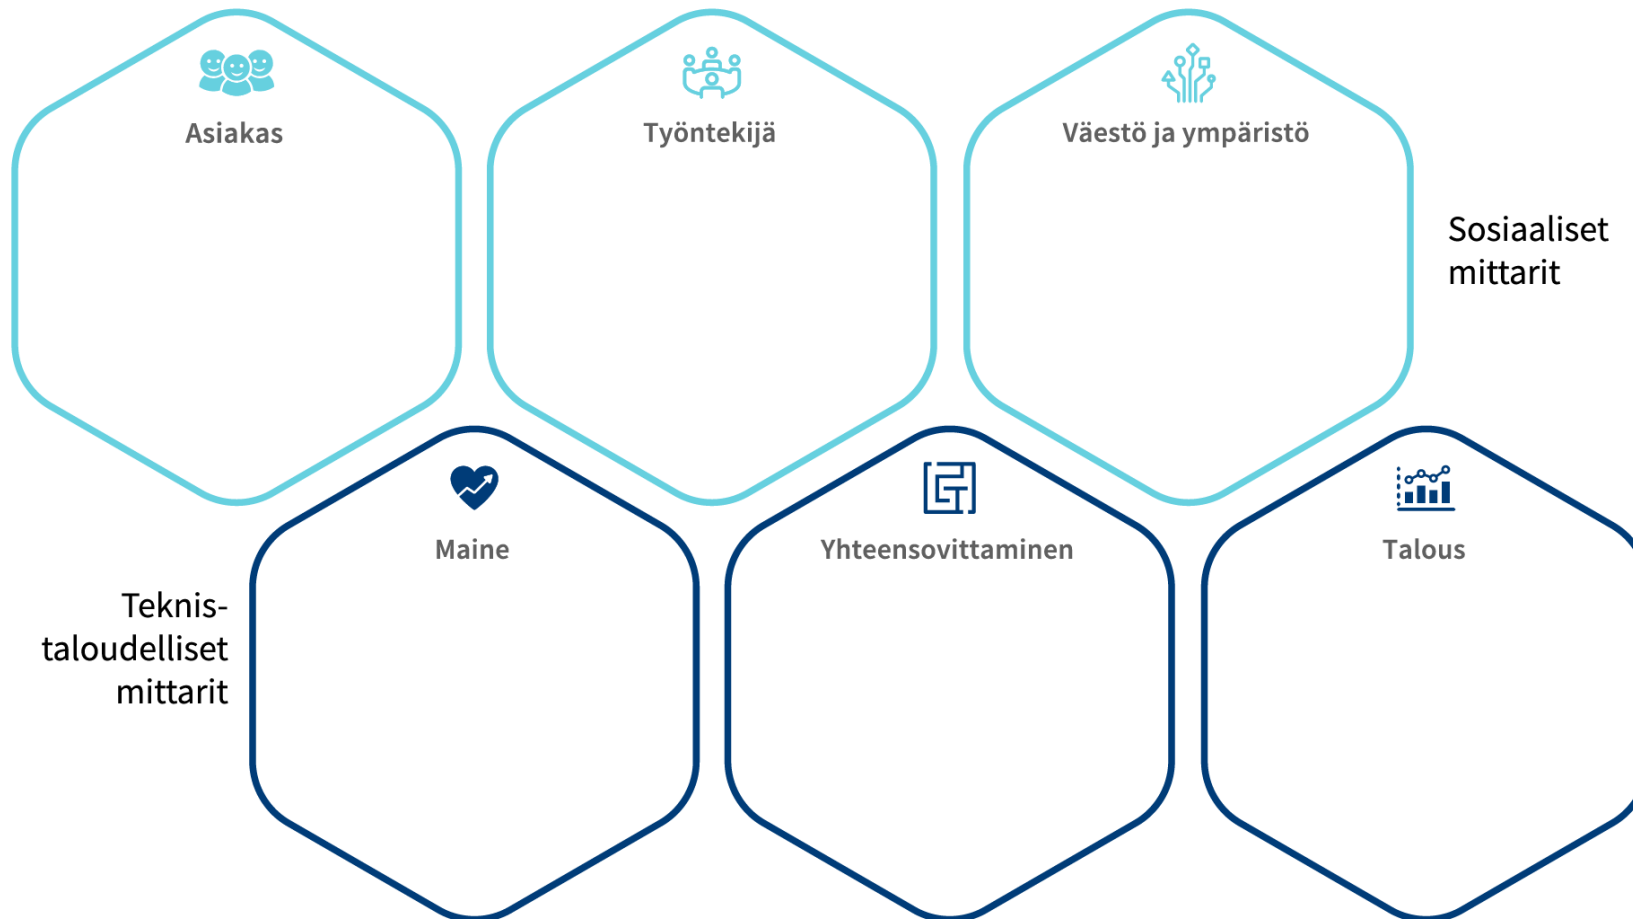 Asiakas
Työntekijä
Väestö ja ympäristö
Sosiaaliset
mittarit
Maine
Yhteensovittaminen
Talous
Teknis-
taloudelliset
mittarit